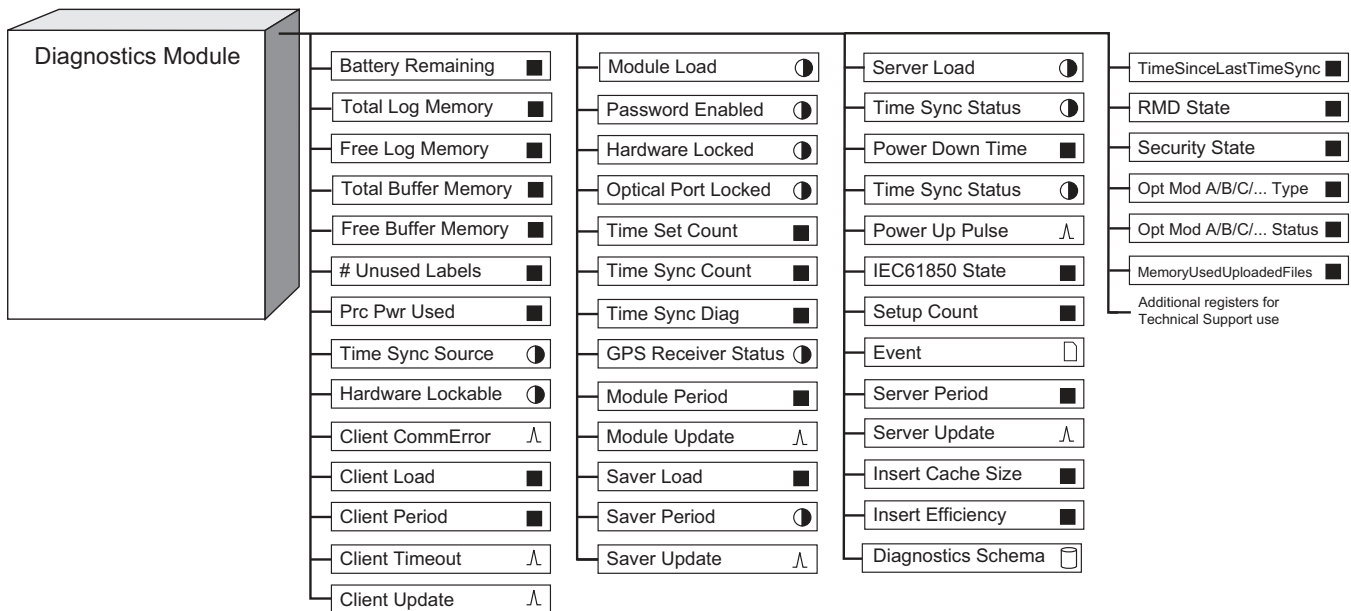 Diagnostics Module
Battery Remaining
Total Log Memory
Free Log Memory
Total Buffer Memory
Free Buffer Memory
# Unused Labels
Prc Pwr Used
Time Sync Source
Hardware Lockable
Client CommError
Client Load
Client Period
Client Timeout
Client Update
Module Load
Password Enabled
Hardware Locked
Optical Port Locked
Time Set Count
Time Sync Count
Time Sync Diag
GPS Receiver Status
Module Period
Module Update
Saver Load
Saver Period
Saver Update
Server Load
Time Sync Status
Power Down Time
Time Sync Status
Power Up Pulse
IEC61850 State
Setup Count
Event
Server Period
Server Update
Insert Cache Size
Insert Efficiency
Diagnostics Schema
TimeSinceLastTimeSync
RMD State
Security State
Opt Mod A/B/C/... Type
Opt Mod A/B/C/... Status
MemoryUsedUploadedFiles
Additional registers for
Technical Support use